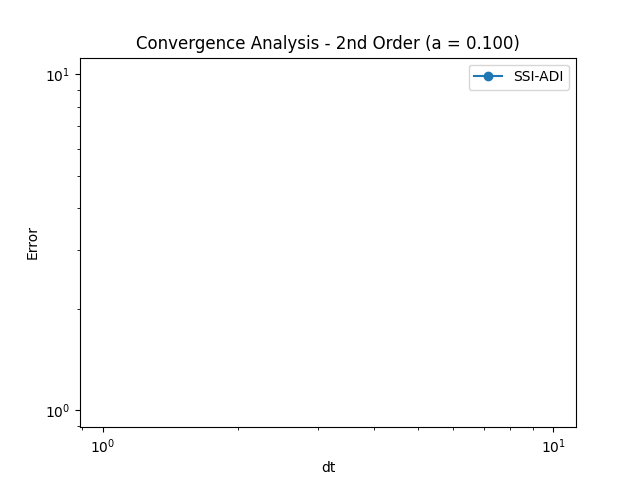 Convergence Analysis - 2nd Order (a = 0.100)
SSI-ADI
10¹
10⁰
Error
10⁰
10¹
dt